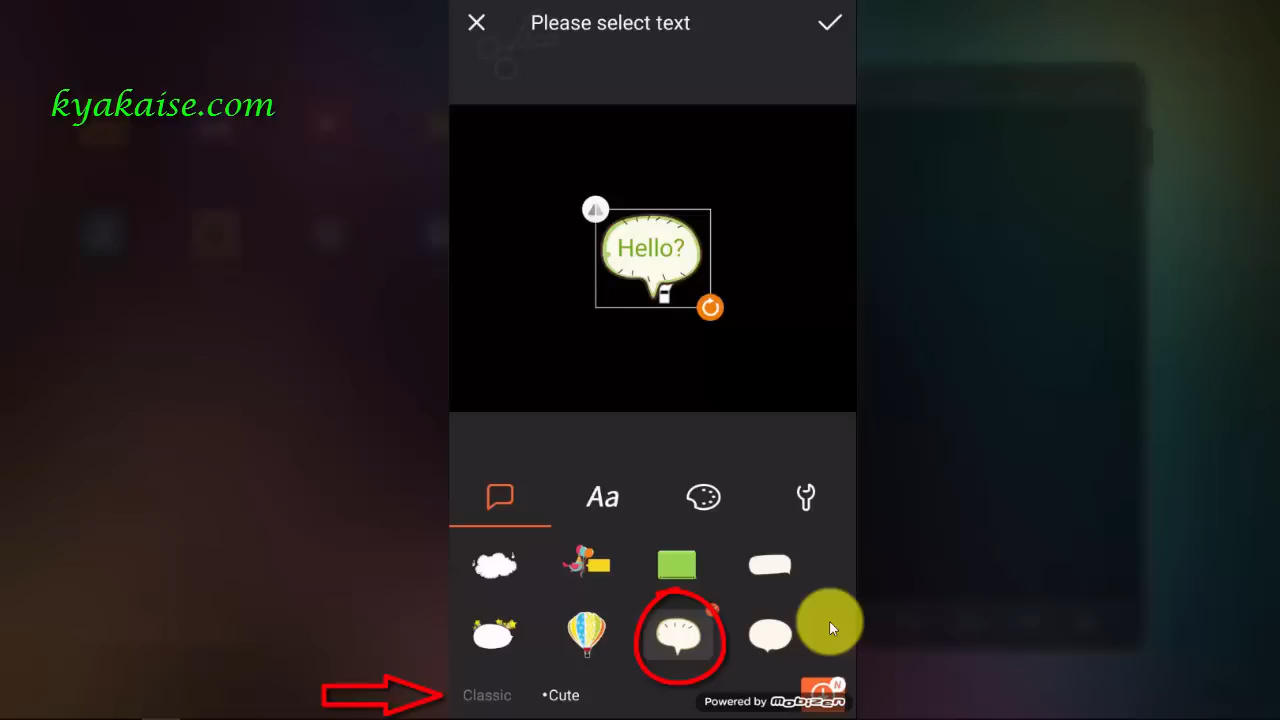 Please select text
kyakaise.com
Hello?
Aa
Classic
•Cute
N
Powered by mobizen